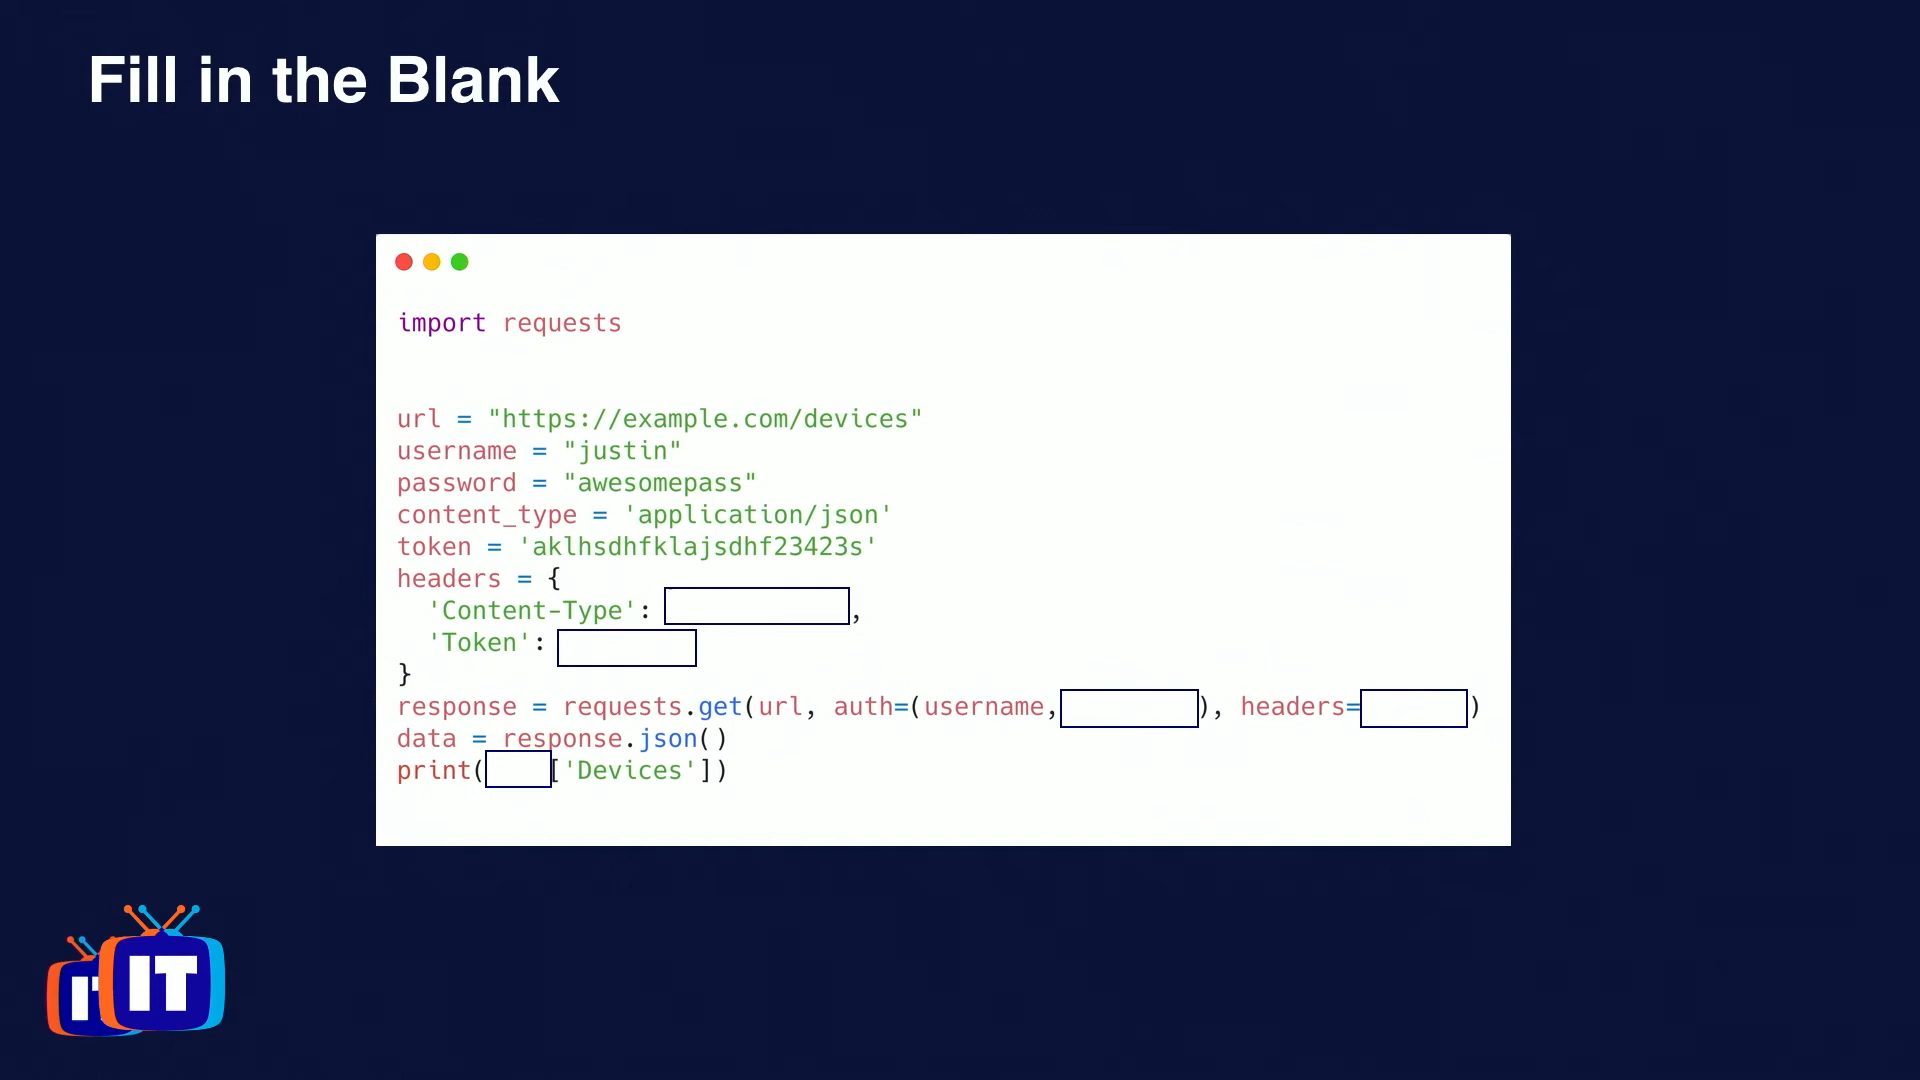 Fill in the Blank
import requests
url = "https://example.com/devices"
username = "justin"
password = "awesomepass"
content_type = 'application/json'
token = 'aklhsdhfklajsdhf23423s'
headers = {
'Content-Type': ,
'Token':
}
response = requests.get(url, auth=(username, ), headers= )
data = response.json()
print( ['Devices'])
IT
IT